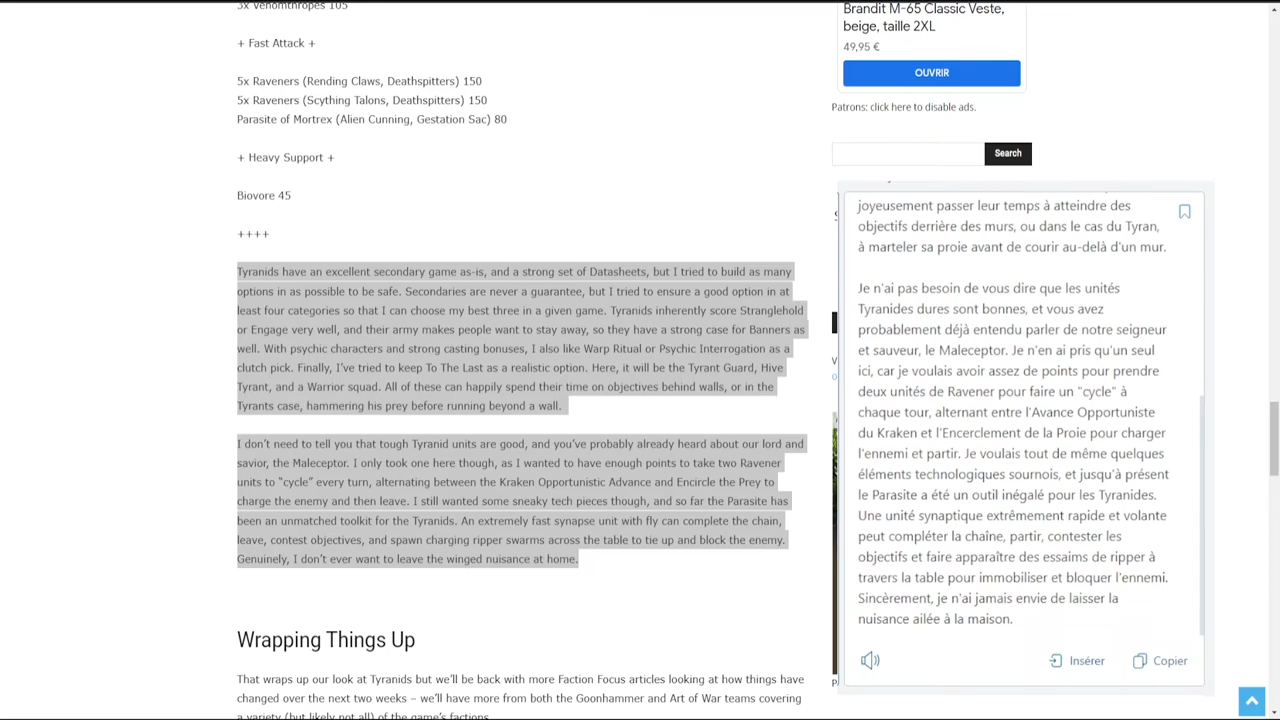 3x Venomthropes 105
+ Fast Attack +
5x Raveners (Rending Claws, Deathspitters) 150
5x Raveners (Scything Talons, Deathspitters) 150
Parasite of Mortrex (Alien Cunning, Gestation Sac) 80
+ Heavy Support +
Biovore 45
++++
Tyranids have an excellent secondary game as-is, and a strong set of Datasheets, but I tried to build as many
options in as possible to be safe. Secondaries are never a guarantee, but I tried to ensure a good option in at
least four categories so that I can choose my best three in a given game. Tyranids inherently score Stranglehold
or Engage very well, and their army makes people want to stay away, so they have a strong case for Banners as
well. With psychic characters and strong casting bonuses, I also like Warp Ritual or Psychic Interrogation as a
clutch pick. Finally, I've tried to keep To The Last as a realistic option. Here, it will be the Tyrant Guard, Hive
Tyrant, and a Warrior squad. All of these can happily spend their time on objectives behind walls, or in the
Tyrants case, hammering his prey before running beyond a wall.
I don't need to tell you that tough Tyranid units are good, and you've probably already heard about our lord and
savior, the Maleceptor. I only took one here though, as I wanted to have enough points to take two Ravener
units to "cycle" every turn, alternating between the Kraken Opportunistic Advance and Encircle the Prey to
charge the enemy and then leave. I still wanted some sneaky tech pieces though, and so far the Parasite has
been an unmatched toolkit for the Tyranids. An extremely fast synapse unit with fly can complete the chain,
leave, contest objectives, and spawn charging ripper swarms across the table to tie up and block the enemy.
Genuinely, I don't ever want to leave the winged nuisance at home.
Wrapping Things Up
That wraps up our look at Tyranids but we'll be back with more Faction Focus articles looking at how things have
changed over the next two weeks – we'll have more from both the Goonhammer and Art of War teams covering
a variety (but likely not all) of the game's factions.
Brandit M-65 Classic Veste,
beige, taille 2XL
49,95 €
OUVRIR
Patrons: click here to disable ads.
Search
joyeusement passer leur temps à atteindre des
objectifs derrière des murs, ou dans le cas du Tyran,
à marteler sa proie avant de courir au-delà d'un mur.
Je n'ai pas besoin de vous dire que les unités
Tyranides dures sont bonnes, et vous avez
probablement déjà entendu parler de notre seigneur
et sauveur, le Maleceptor. Je n'en ai pris qu'un seul
ici, car je voulais avoir assez de points pour prendre
deux unités de Ravener pour faire un "cycle" à
chaque tour, alternant entre l'Avance Opportuniste
du Kraken et l'Encerclement de la Proie pour charger
l'ennemi et partir. Je voulais tout de même quelques
éléments technologiques sournois, et jusqu'à présent
le Parasite a été un outil inégalé pour les Tyranides.
Une unité synaptique extrêmement rapide et volante
peut compléter la chaîne, partir, contester les
objectifs et faire apparaître des essaims de ripper à
travers la table pour immobiliser et bloquer l'ennemi.
Sincèrement, je n'ai jamais envie de laisser la
nuisance ailée à la maison.
Insérer
Copier